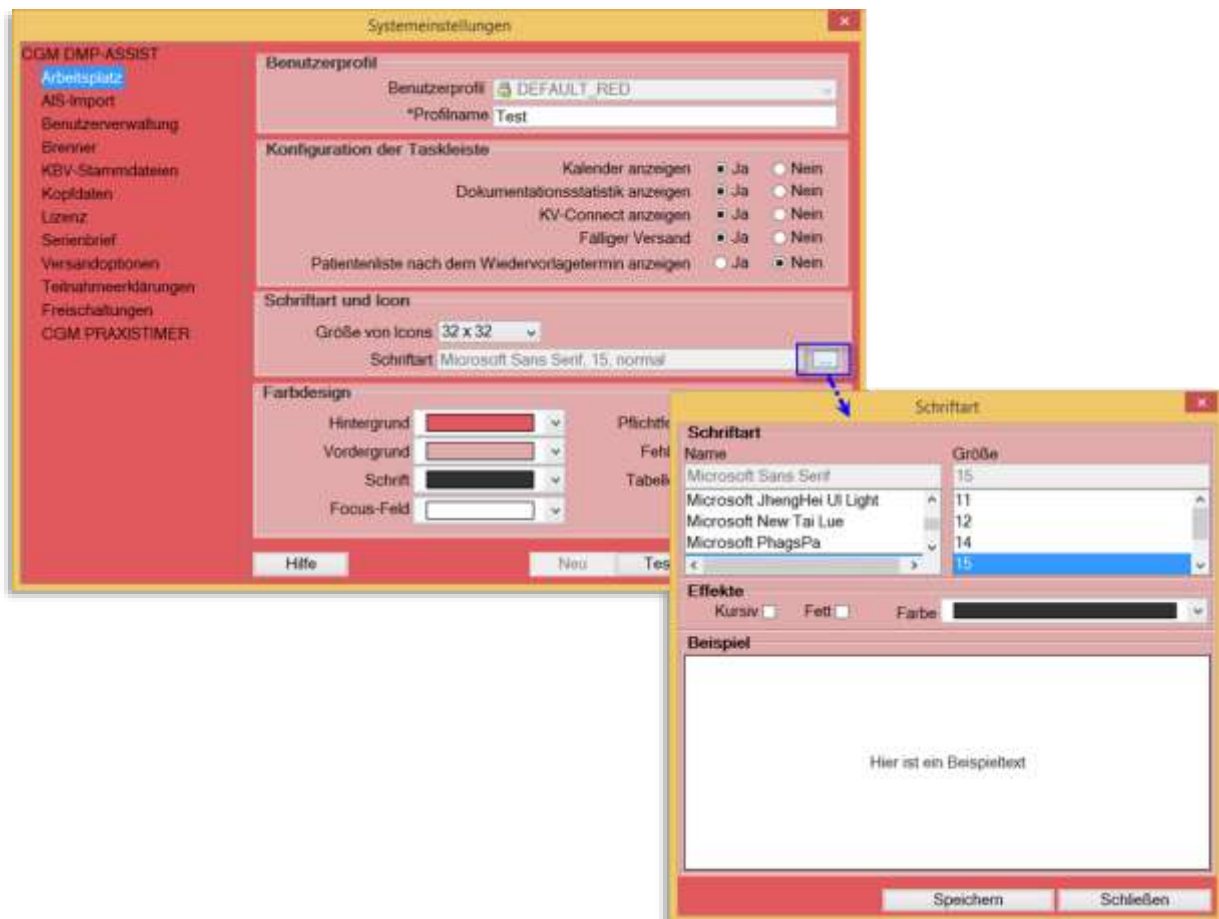 Systemeinstellungen
CGM DMP-ASSIST
Arbeitsplatz
AIS-Import
Benutzerverwaltung
Brenner
KBV-Stammdateien
Kopfdaten
Lizenz
Serienbrief
Versandoptionen
Teilnahmeerklärungen
Freischaltungen
CGM PRAXISTIMER
Benutzerprofil
Benutzerprofil DEFAULT_RED
*Profilname Test
Konfiguration der Taskleiste
Kalender anzeigen Ja Nein
Dokumentationsstatistik anzeigen Ja Nein
KV-Connect anzeigen Ja Nein
Fälliger Versand Ja Nein
Patientenliste nach dem Wiedervorlagetermin anzeigen Ja Nein
Schriftart und Icon
Größe von Icons 32 x 32
Schriftart Microsoft Sans Serif, 15, normal
...
Farbdesign
Hintergrund Pflichtfe
Vordergrund Fehl
Schrift Tabelle
Focus-Feld
Hilfe Neu Tes
Schriftart
Schriftart
Name Größe
Microsoft Sans Serif 15
Microsoft JhengHei UI Light 11
Microsoft New Tai Lue 12
Microsoft PhagsPa 14
15
Effekte
Kursiv Fett Farbe
Beispiel
Hier ist ein Beispieltext
Speichern Schließen